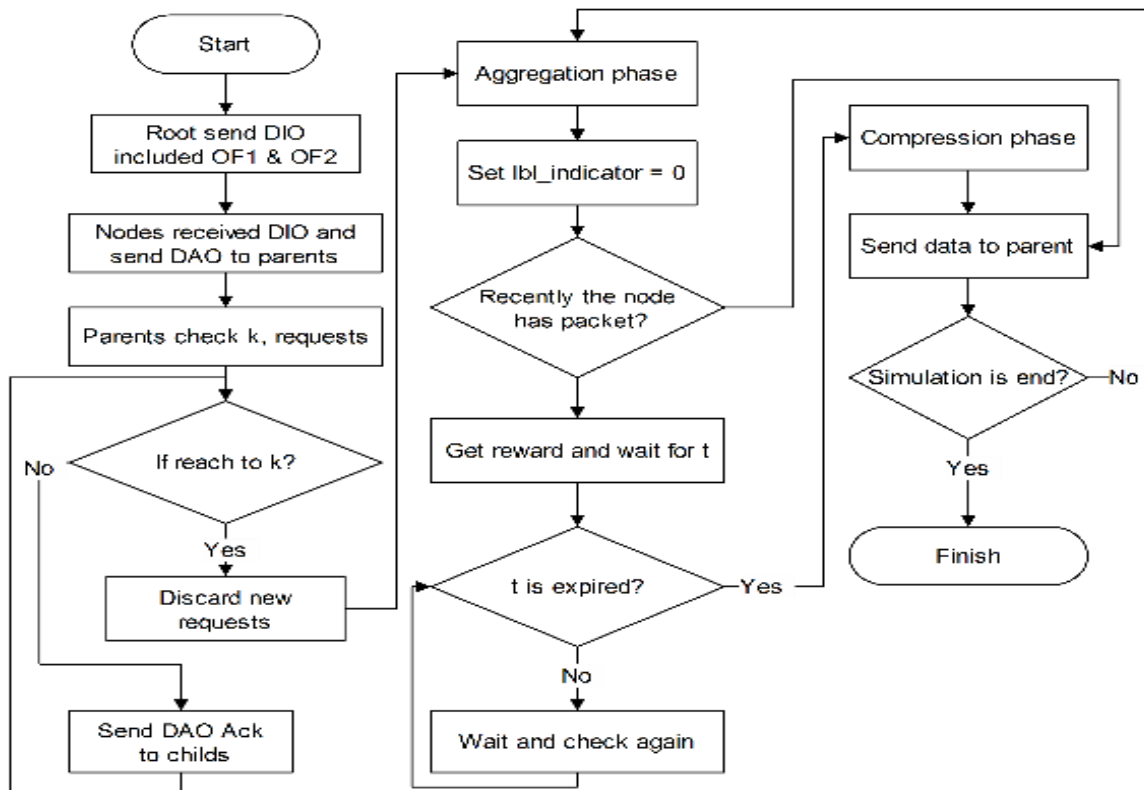 Start
Root send DIO
included OF1 & OF2
Nodes received DIO and
send DAO to parents
Parents check k, requests
If reach to k?
No
Yes
Discard new
requests
Send DAO Ack
to childs
Aggregation phase
Set lbl_indicator = 0
Recently the node
has packet?
Get reward and wait for t
t is expired?
Yes
No
Wait and check again
Compression phase
Send data to parent
Simulation is end?
No
Yes
Finish